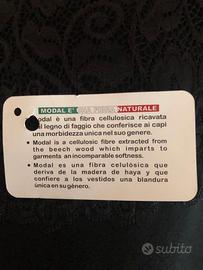 MODAL E' UNA FIBRA NATURALE
Modal è una fibra cellulosica ricavata
dal legno di faggio che conferisce ai capi
una morbidezza unica nel suo genere.
• Modal is a cellulosic fiber extracted from
the beech wood which imparts to
garments an incomparable softness.
• Modal es una fibra celulósica que
deriva de la madera de haya y que
confiere a los vestidos una blandura
única en su género.
subito